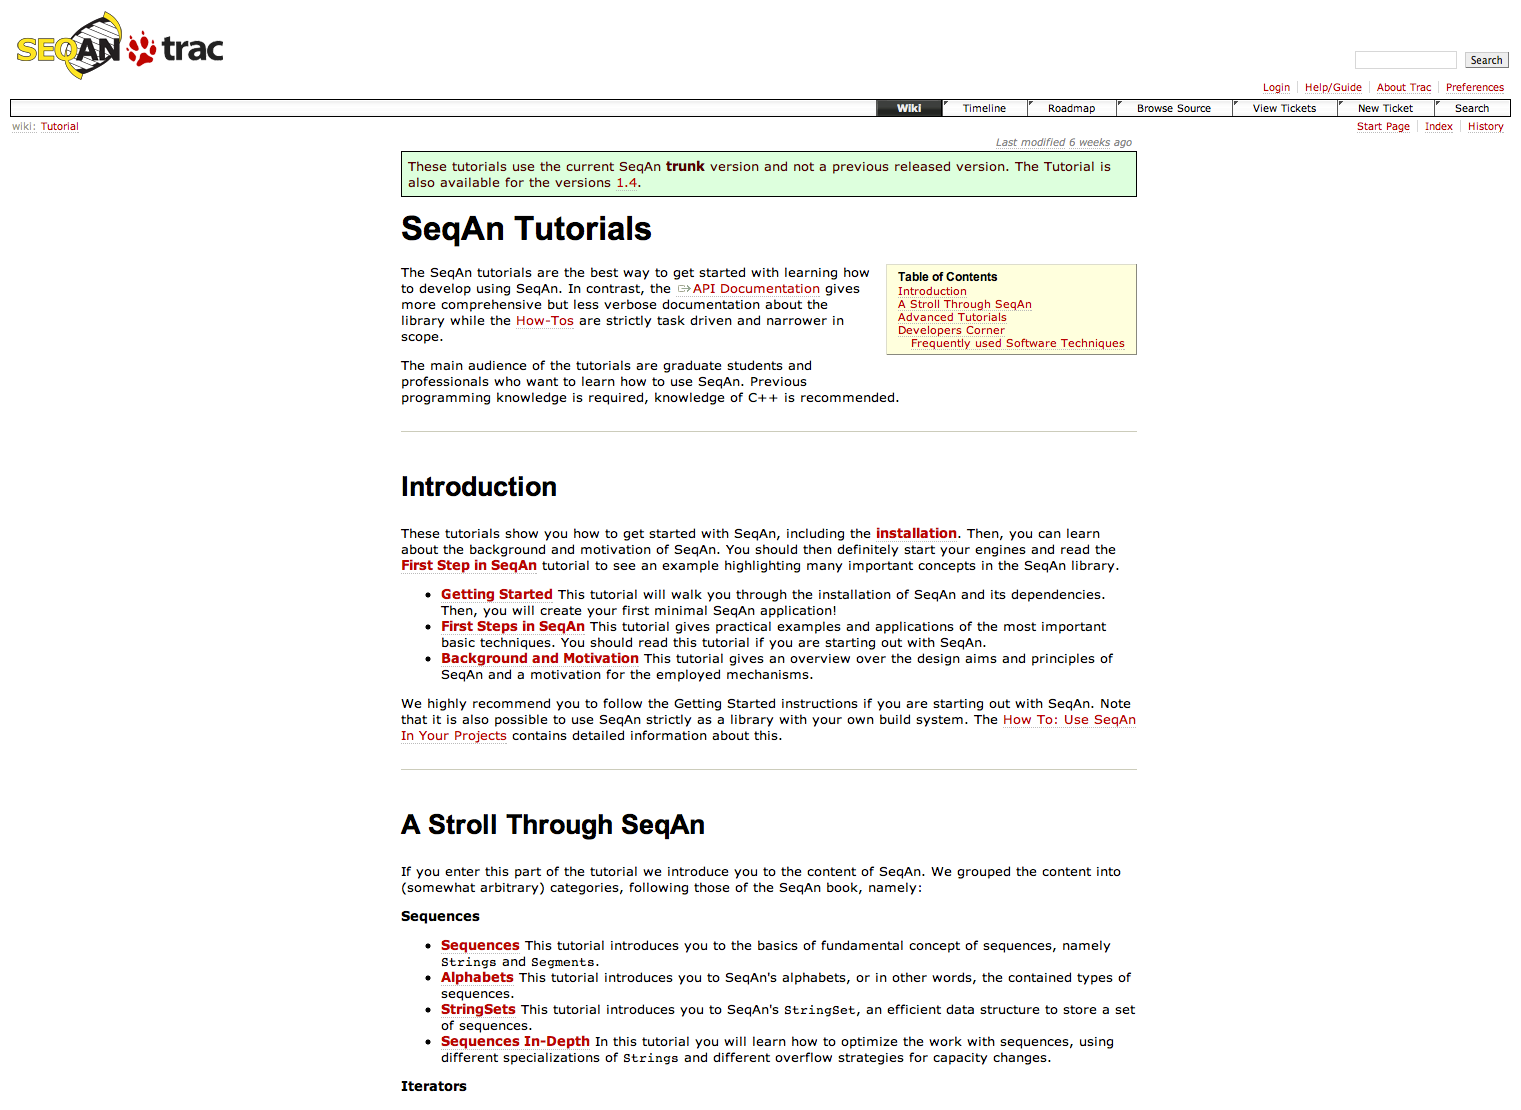 SEQAN trac
Search
Login Help/Guide About Trac Preferences
Wiki Timeline Roadmap Browse Source View Tickets New Ticket Search
wiki: Tutorial
Start Page Index History
Last modified 6 weeks ago
These tutorials use the current SeqAn trunk version and not a previous released version. The Tutorial is
also available for the versions 1.4.
SeqAn Tutorials
The SeqAn tutorials are the best way to get started with learning how
to develop using SeqAn. In contrast, the API Documentation gives
more comprehensive but less verbose documentation about the
library while the How-Tos are strictly task driven and narrower in
scope.
Table of Contents
Introduction
A Stroll Through SeqAn
Advanced Tutorials
Developers Corner
Frequently used Software Techniques
The main audience of the tutorials are graduate students and
professionals who want to learn how to use SeqAn. Previous
programming knowledge is required, knowledge of C++ is recommended.
Introduction
These tutorials show you how to get started with SeqAn, including the installation. Then, you can learn
about the background and motivation of SeqAn. You should then definitely start your engines and read the
First Step in SeqAn tutorial to see an example highlighting many important concepts in the SeqAn library.
• Getting Started This tutorial will walk you through the installation of SeqAn and its dependencies.
Then, you will create your first minimal SeqAn application!
• First Steps in SeqAn This tutorial gives practical examples and applications of the most important
basic techniques. You should read this tutorial if you are starting out with SeqAn.
• Background and Motivation This tutorial gives an overview over the design aims and principles of
SeqAn and a motivation for the employed mechanisms.
We highly recommend you to follow the Getting Started instructions if you are starting out with SeqAn. Note
that it is also possible to use SeqAn strictly as a library with your own build system. The How To: Use SeqAn
In Your Projects contains detailed information about this.
A Stroll Through SeqAn
If you enter this part of the tutorial we introduce you to the content of SeqAn. We grouped the content into
(somewhat arbitrary) categories, following those of the SeqAn book, namely:
Sequences
• Sequences This tutorial introduces you to the basics of fundamental concept of sequences, namely
Strings and Segments.
• Alphabets This tutorial introduces you to SeqAn's alphabets, or in other words, the contained types of
sequences.
• StringSets This tutorial introduces you to SeqAn's StringSet, an efficient data structure to store a set
of sequences.
• Sequences In-Depth In this tutorial you will learn how to optimize the work with sequences, using
different specializations of Strings and different overflow strategies for capacity changes.
Iterators